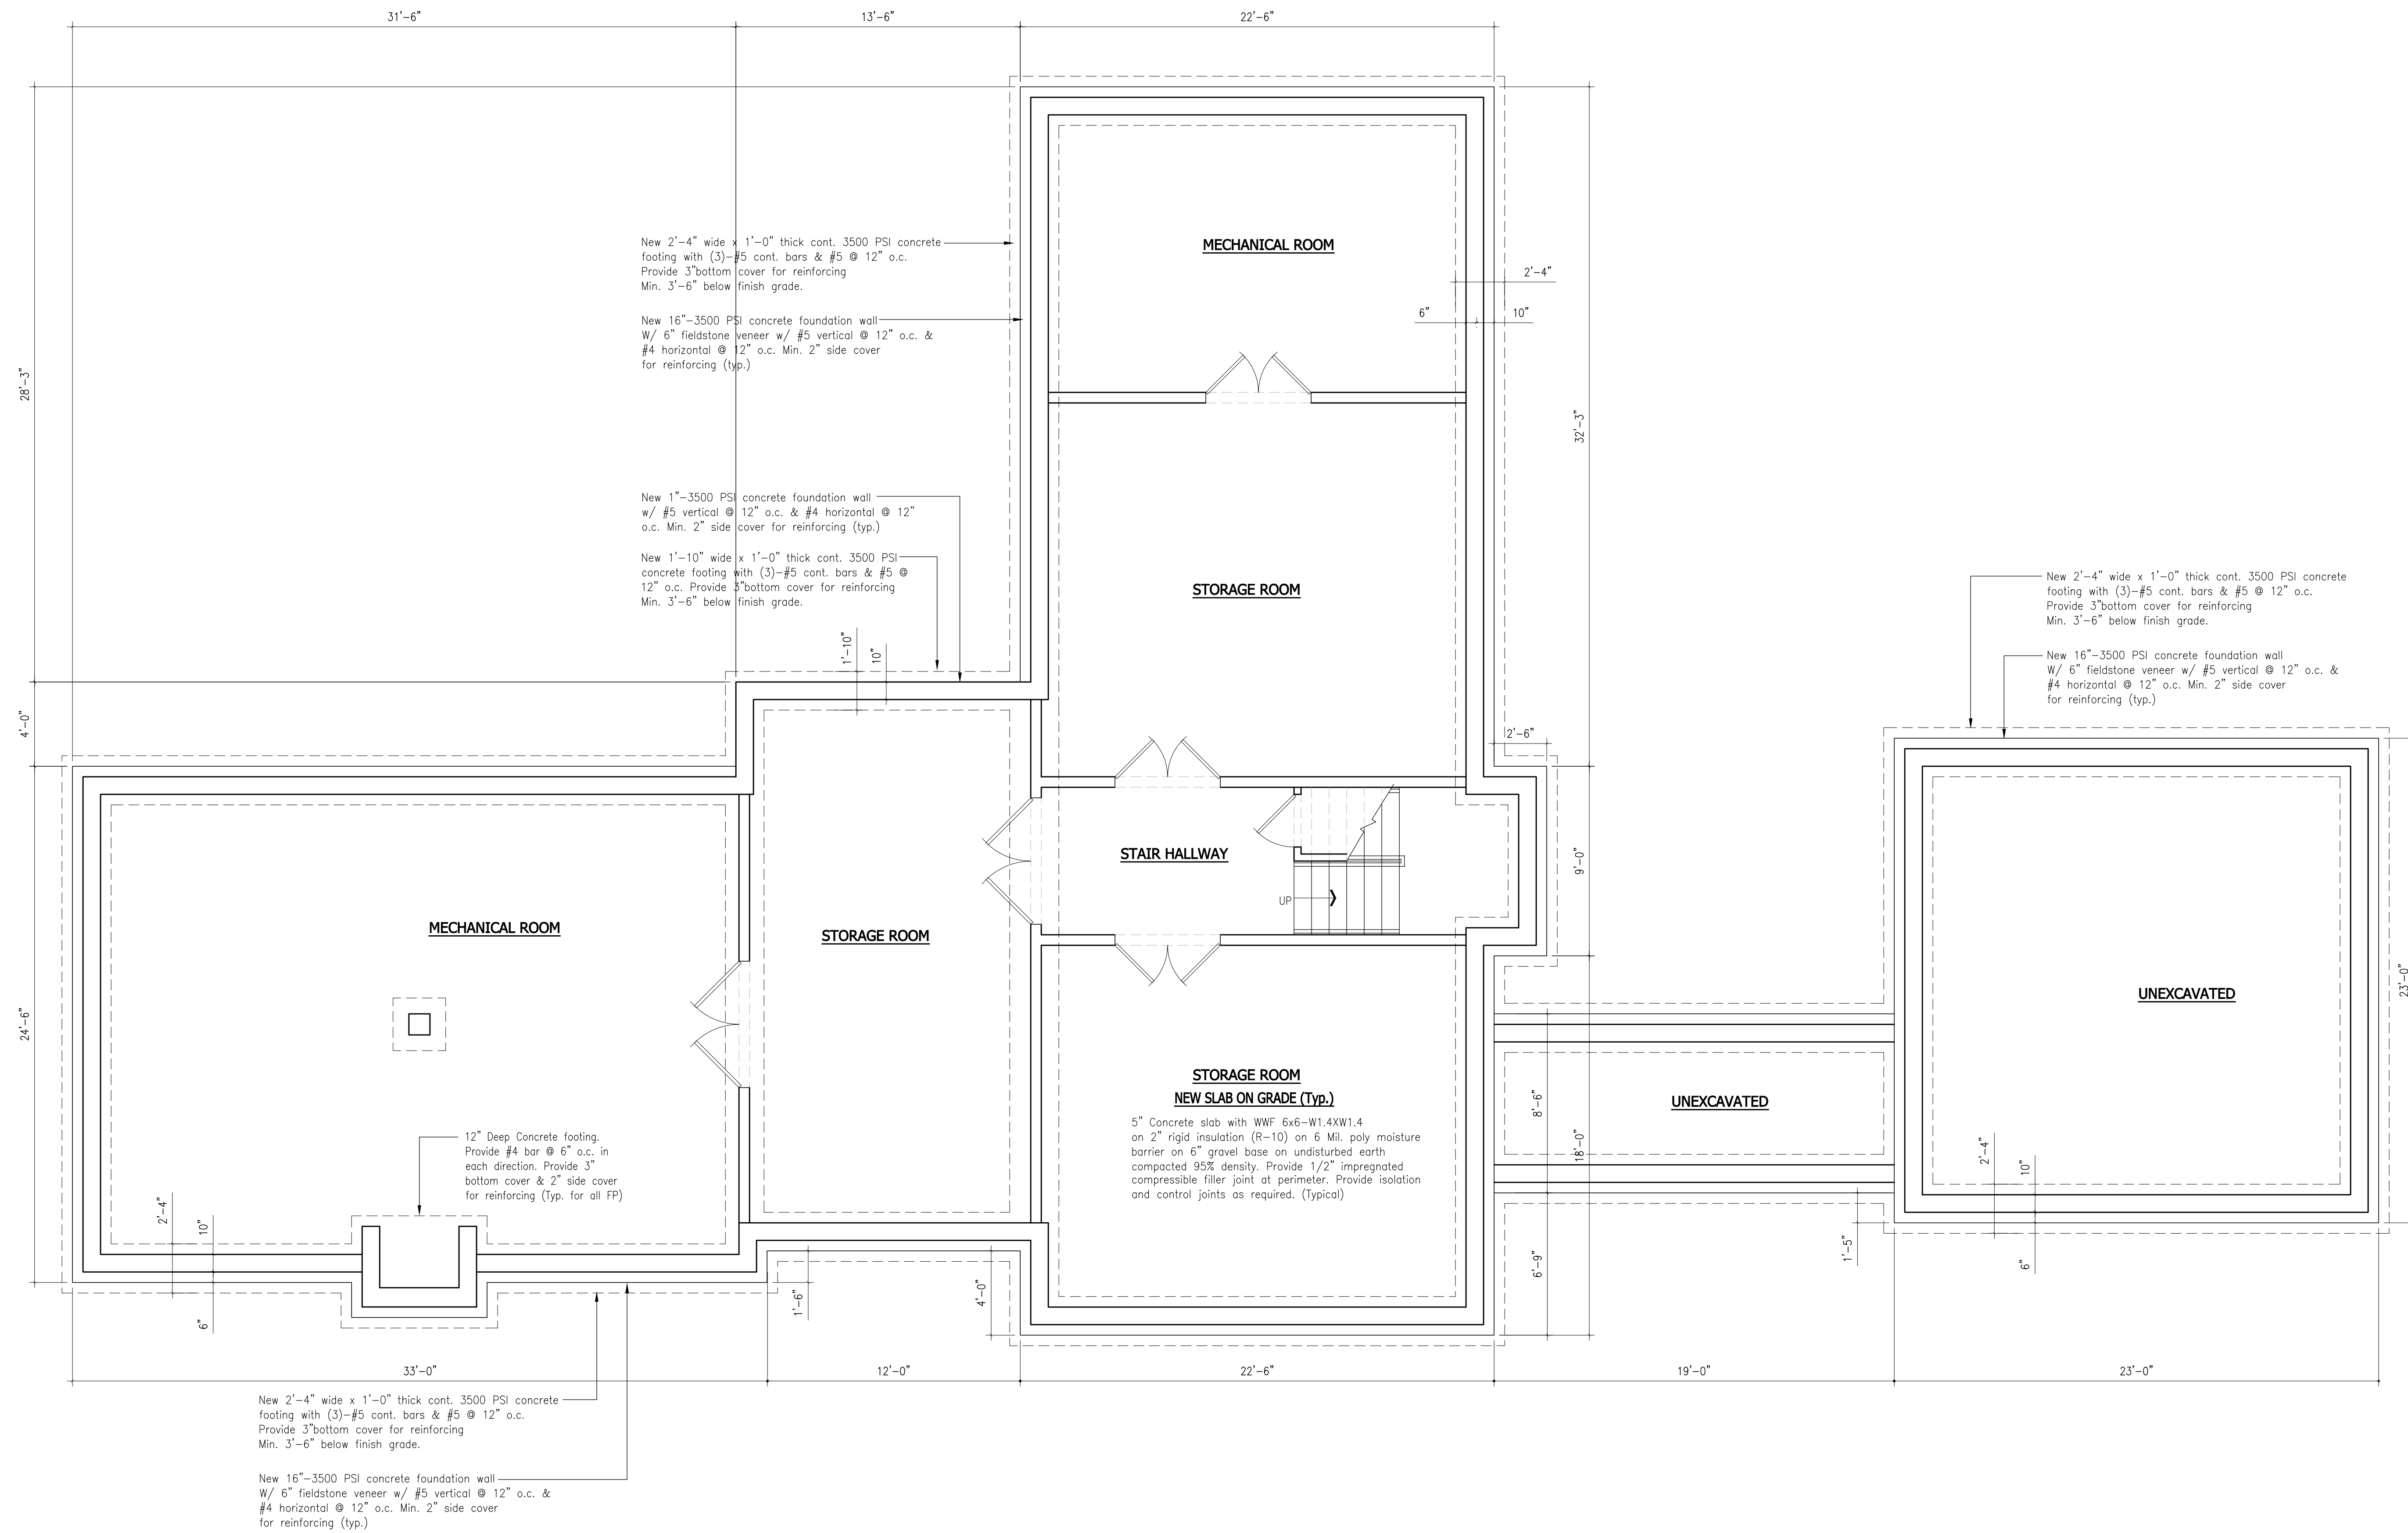 31'-6"
13'-6"
22'-6"
28'-3"
4'-0"
24'-6"
New 2'-4" wide x 1'-0" thick cont. 3500 PSI concrete
footing with (3)-#5 cont. bars & #5 @ 12" o.c.
Provide 3"bottom cover for reinforcing
Min. 3'-6" below finish grade.
New 16"-3500 PSI concrete foundation wall
W/ 6" fieldstone veneer w/ #5 vertical @ 12" o.c. &
#4 horizontal @ 12" o.c. Min. 2" side cover
for reinforcing (typ.)
New 1"-3500 PSI concrete foundation wall
w/ #5 vertical @ 12" o.c. & #4 horizontal @ 12"
o.c. Min. 2" side cover for reinforcing (typ.)
New 1'-10" wide x 1'-0" thick cont. 3500 PSI
concrete footing with (3)-#5 cont. bars & #5 @
12" o.c. Provide 3"bottom cover for reinforcing
Min. 3'-6" below finish grade.
1'-10"
10"
MECHANICAL ROOM
2'-4"
6"
10"
32'-3"
STORAGE ROOM
2'-6"
9'-0"
STAIR HALLWAY
UP
New 2'-4" wide x 1'-0" thick cont. 3500 PSI concrete
footing with (3)-#5 cont. bars & #5 @ 12" o.c.
Provide 3"bottom cover for reinforcing
Min. 3'-6" below finish grade.
New 16"-3500 PSI concrete foundation wall
W/ 6" fieldstone veneer w/ #5 vertical @ 12" o.c. &
#4 horizontal @ 12" o.c. Min. 2" side cover
for reinforcing (typ.)
MECHANICAL ROOM
STORAGE ROOM
UNEXCAVATED
23'-0"
STORAGE ROOM
NEW SLAB ON GRADE (Typ.)
5" Concrete slab with WWF 6x6-W1.4XW1.4
on 2" rigid insulation (R-10) on 6 Mil. poly moisture
barrier on 6" gravel base on undisturbed earth
compacted 95% density. Provide 1/2" impregnated
compressible filler joint at perimeter. Provide isolation
and control joints as required. (Typical)
UNEXCAVATED
8'-6"
18'-0"
6'-9"
1'-5"
2'-4"
10"
6"
12" Deep Concrete footing.
Provide #4 bar @ 6" o.c. in
each direction. Provide 3"
bottom cover & 2" side cover
for reinforcing (Typ. for all FP)
2'-4"
10"
6"
1'-6"
4'-0"
33'-0"
12'-0"
22'-6"
19'-0"
23'-0"
New 2'-4" wide x 1'-0" thick cont. 3500 PSI concrete
footing with (3)-#5 cont. bars & #5 @ 12" o.c.
Provide 3"bottom cover for reinforcing
Min. 3'-6" below finish grade.
New 16"-3500 PSI concrete foundation wall
W/ 6" fieldstone veneer w/ #5 vertical @ 12" o.c. &
#4 horizontal @ 12" o.c. Min. 2" side cover
for reinforcing (typ.)